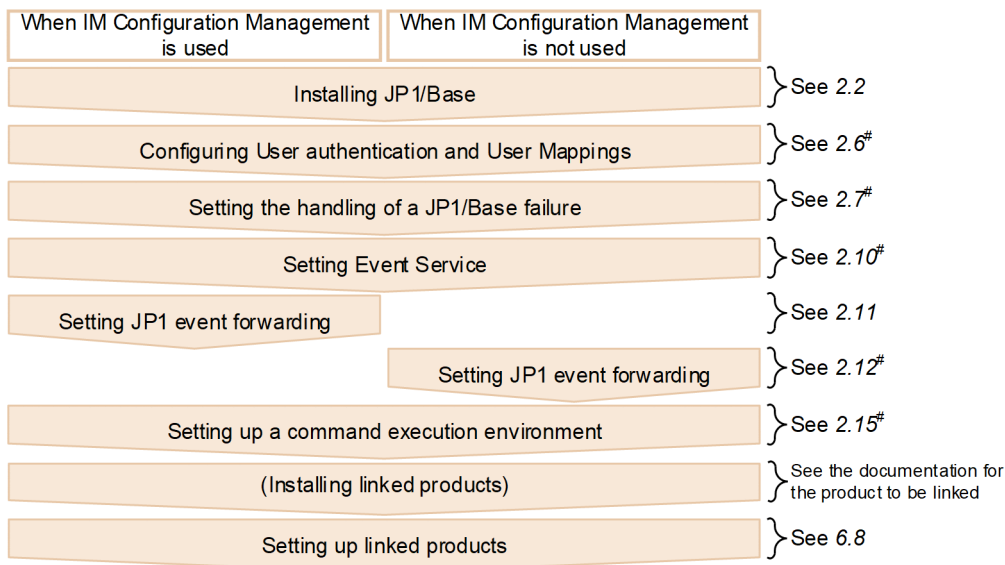 When IM Configuration Management
is used
When IM Configuration Management
is not used
Installing JP1/Base
See 2.2
Configuring User authentication and User Mappings
See 2.6#
Setting the handling of a JP1/Base failure
See 2.7#
Setting Event Service
See 2.10#
Setting JP1 event forwarding
See 2.11
Setting JP1 event forwarding
See 2.12#
Setting up a command execution environment
See 2.15#
(Installing linked products)
See the documentation for
the product to be linked
Setting up linked products
See 6.8